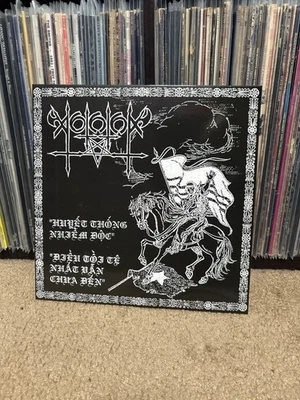 "HUYẾT THỐNG
NHIỄM ĐỘC"
"ĐIỀU TỒI TỆ
NHẤT VẪN
CHƯA ĐẾN"